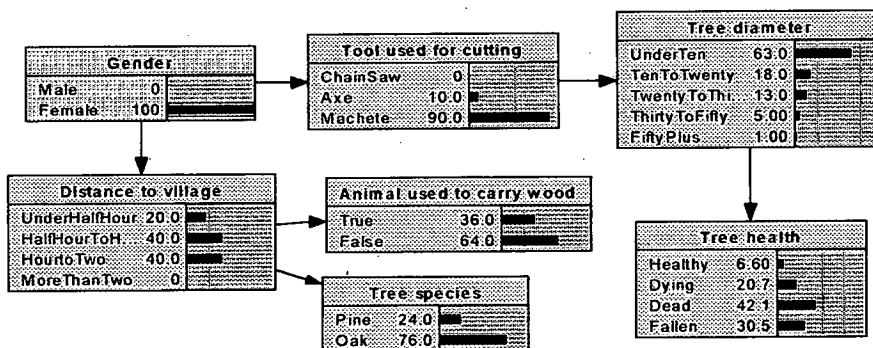 Gender
Male 0
Female 100
Tool used for cutting
ChainSaw 0
Axe 10.0
Machete 90.0
Tree diameter
UnderTen 63.0
TenToTwenty 18.0
TwentyToThi... 13.0
ThirtyToFifty 5.00
FiftyPlus 1.00
Distance to village
UnderHalfHour 20.0
HalfHourToH... 40.0
HourtoTwo 40.0
MoreThanTwo 0
Animal used to carry wood
True 36.0
False 64.0
Tree species
Pine 24.0
Oak 76.0
Tree health
Healthy 6.60
Dying 20.7
Dead 42.1
Fallen 30.5